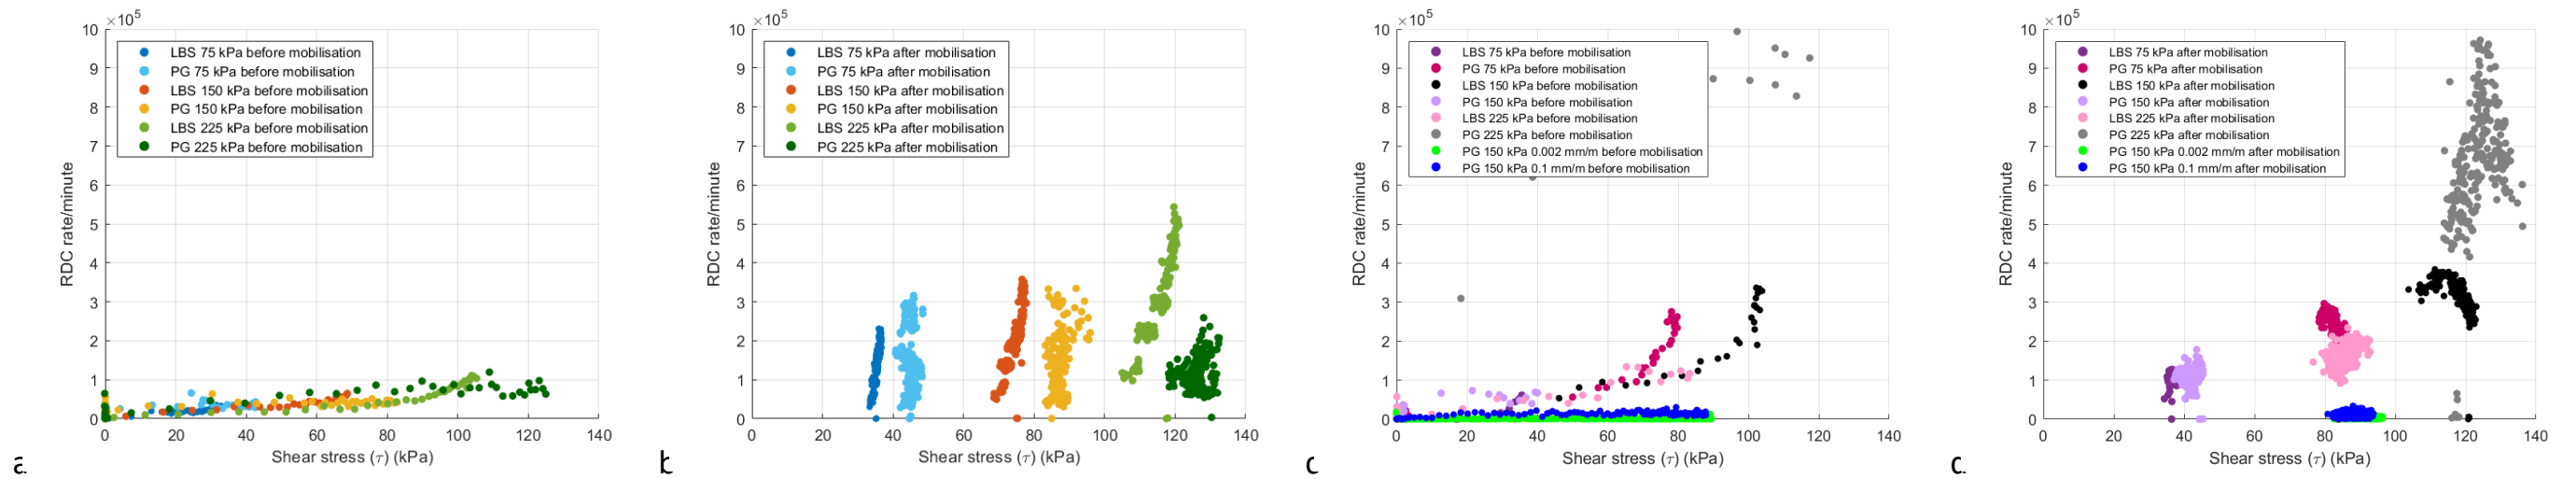 ×10⁵
10
9
8
7
6
5
4
3
2
1
0
RDC rate/minute
LBS 75 kPa before mobilisation
PG 75 kPa before mobilisation
LBS 150 kPa before mobilisation
PG 150 kPa before mobilisation
LBS 225 kPa before mobilisation
PG 225 kPa before mobilisation
0 20 40 60 80 100 120 140
Shear stress (τ) (kPa)
a.
×10⁵
10
9
8
7
6
5
4
3
2
1
0
RDC rate/minute
LBS 75 kPa after mobilisation
PG 75 kPa after mobilisation
LBS 150 kPa after mobilisation
PG 150 kPa after mobilisation
LBS 225 kPa after mobilisation
PG 225 kPa after mobilisation
0 20 40 60 80 100 120 140
Shear stress (τ) (kPa)
×10⁵
10
9
8
7
6
5
4
3
2
1
0
RDC rate/minute
LBS 75 kPa before mobilisation
PG 75 kPa before mobilisation
LBS 150 kPa before mobilisation
PG 150 kPa before mobilisation
LBS 225 kPa before mobilisation
PG 225 kPa before mobilisation
PG 150 kPa 0.002 mm/m before mobilisation
PG 150 kPa 0.1 mm/m before mobilisation
0 20 40 60 80 100 120 140
Shear stress (τ) (kPa)
×10⁵
10
9
8
7
6
5
4
3
2
1
0
RDC rate/minute
LBS 75 kPa after mobilisation
PG 75 kPa after mobilisation
LBS 150 kPa after mobilisation
PG 150 kPa after mobilisation
LBS 225 kPa after mobilisation
PG 225 kPa after mobilisation
PG 150 kPa 0.002 mm/m after mobilisation
PG 150 kPa 0.1 mm/m after mobilisation
0 20 40 60 80 100 120 140
Shear stress (τ) (kPa)